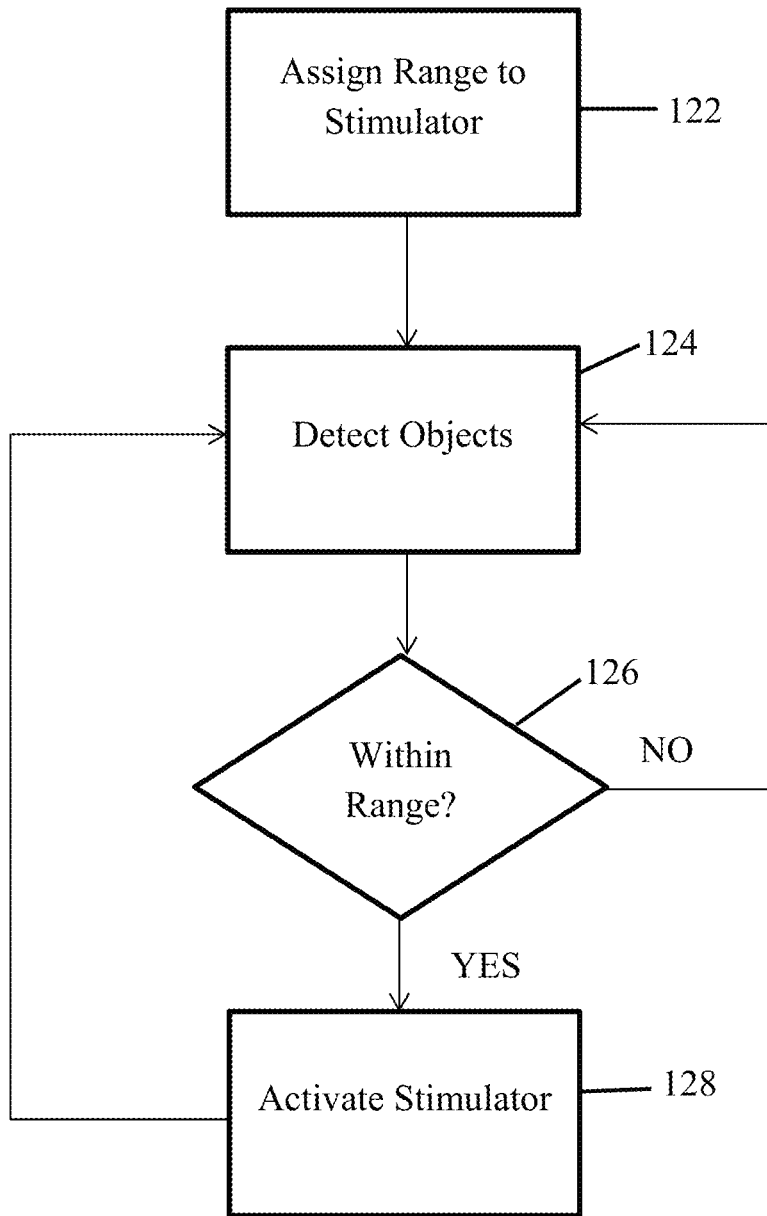 Assign Range to
Stimulator
122
124
Detect Objects
126
Within
Range?
NO
YES
Activate Stimulator
128